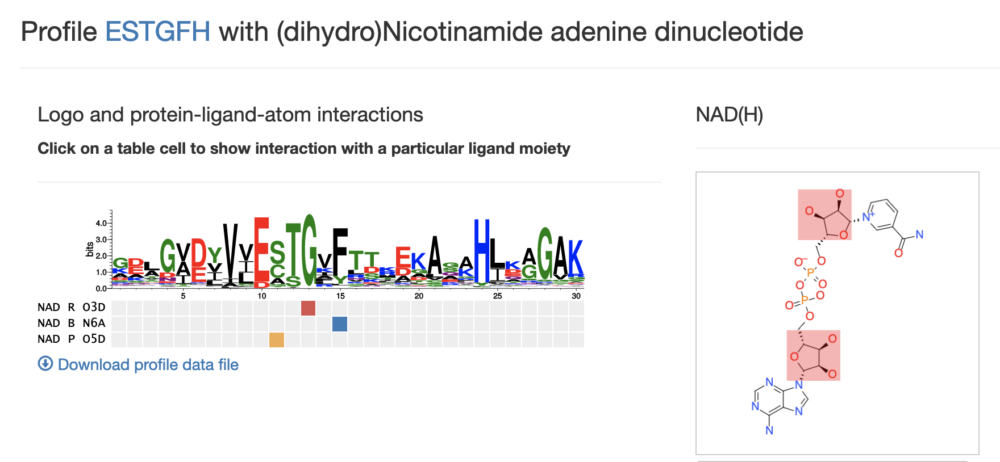 Profile ESTGFH with (dihydro)Nicotinamide adenine dinucleotide
Logo and protein-ligand-atom interactions
Click on a table cell to show interaction with a particular ligand moiety
bits
4.0
3.0
2.0
1.0
0.0
5 10 15 20 25 30
NAD R O3D
NAD B N6A
NAD P O5D
Download profile data file
NAD(H)
O
O
O
N+
N
O
O
O−
P
O
O
O
O
P
O
O
O
O
O
N
N
N
N
N